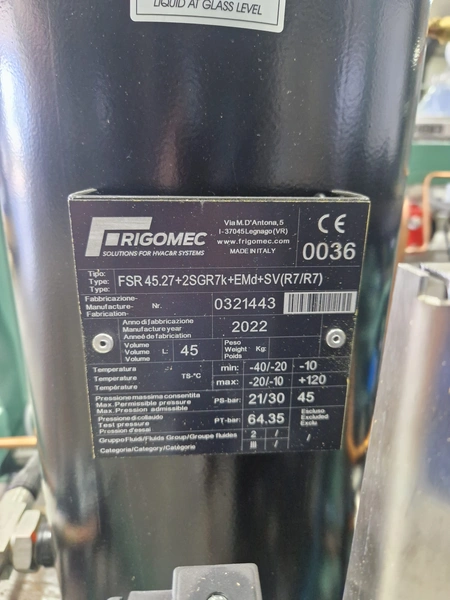 LIQUID AT GLASS LEVEL
FRIGOMEC
SOLUTIONS FOR HVAC&R SYSTEMS
Via M. D'Antona, 5
I-37045 Legnago (VR)
www.frigomec.com
MADE IN ITALY
CE
0036
Tipo:
Type:
Type:
FSR 45.27+2SGR7k+EMd+SV(R7/R7)
Fabbricazione-
Manufacture-
Fabrication-
Nr.
0321443
Anno di fabbricazione
Manufacture year
Anneé de fabrication
2022
Volume
Volume
Volume
L:
45
Peso
Weight
Poids
Kg:
Temperatura
Temperature
Température
TS-°C
min: -40/-20 -10
max: -20/-10 +120
Pressione massima consentita
Max. Permissible pressure
Max. Pression admissible
PS-bar: 21/30 45
Pressione di collaudo
Test pressure
Pression d'essai
PT-bar: 64.35
Escluso
Excluded
Exclu
Gruppo Fluidi/Fluids Group/Groupe fluides 2 / /
Categoria/Category/Catégorie III / /